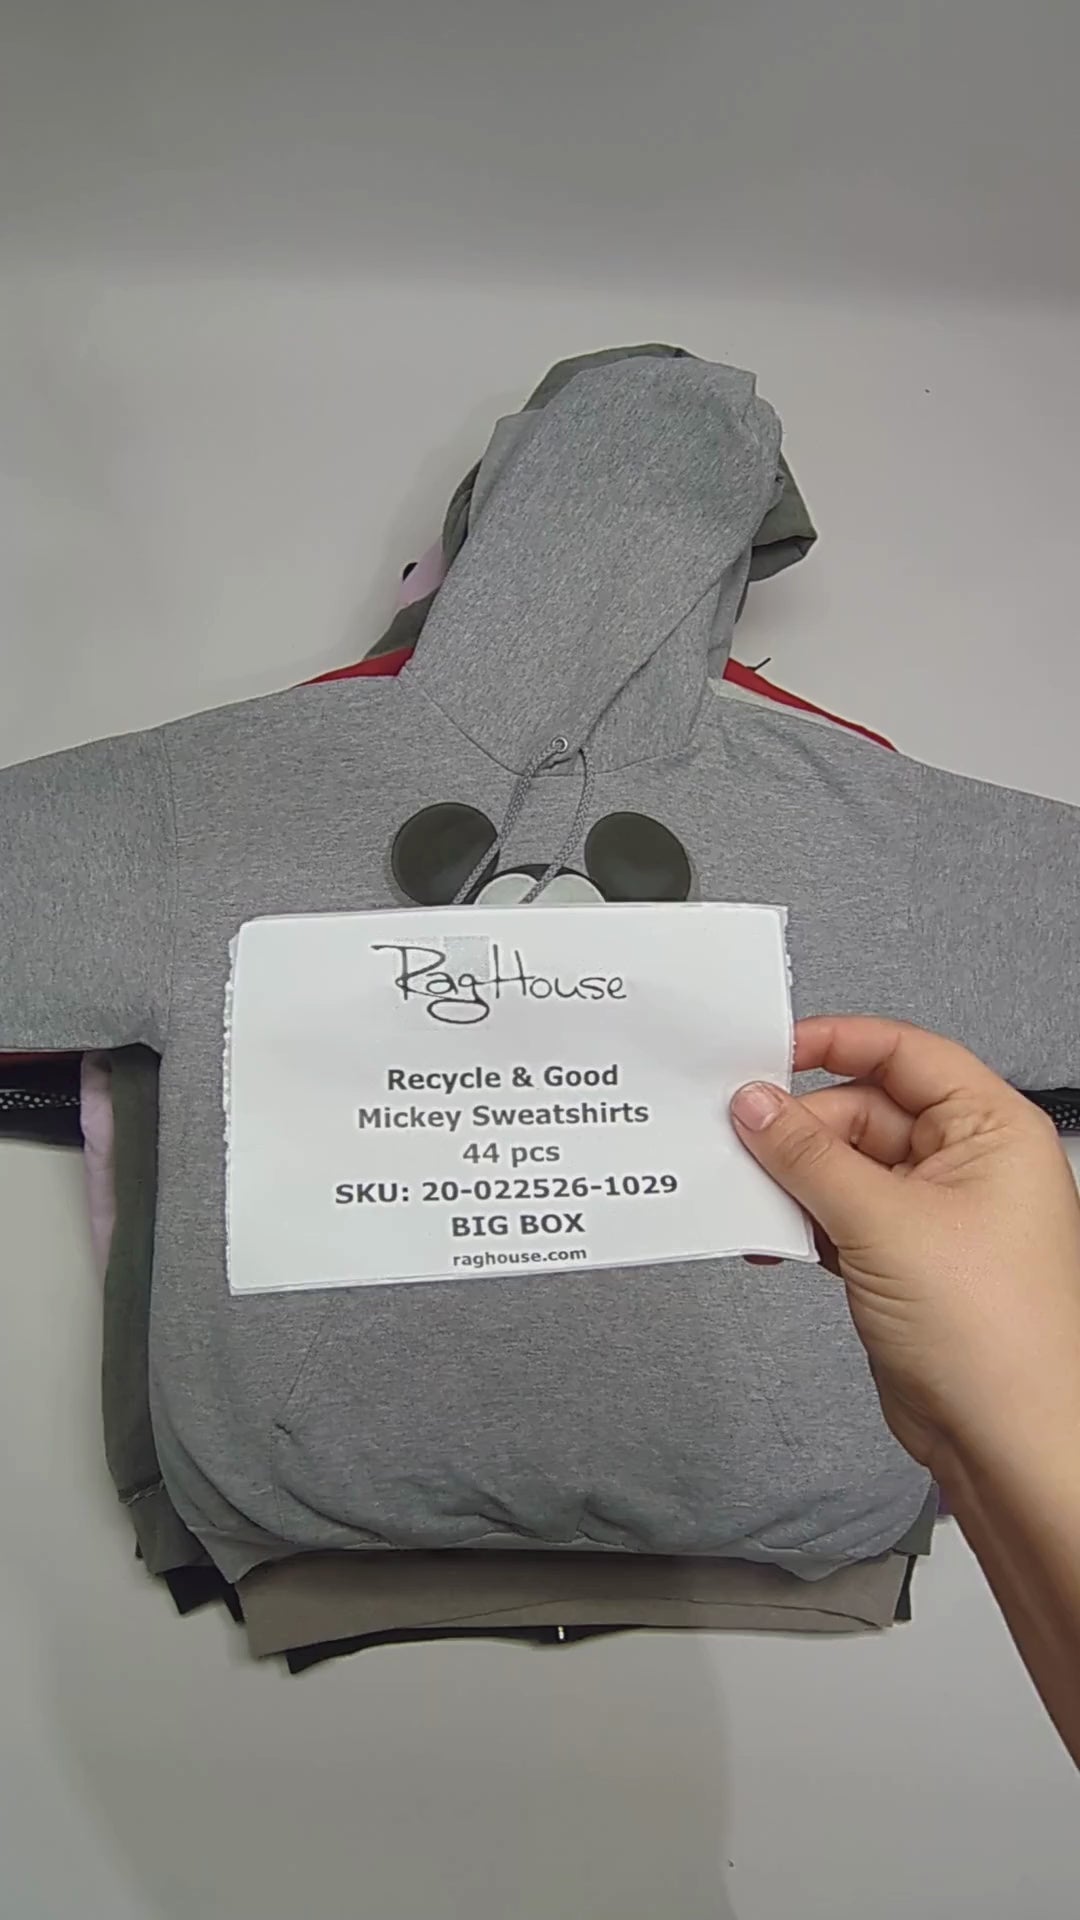 RagHouse
Recycle & Good
Mickey Sweatshirts
44 pcs
SKU: 20-022526-1029
BIG BOX
raghouse.com